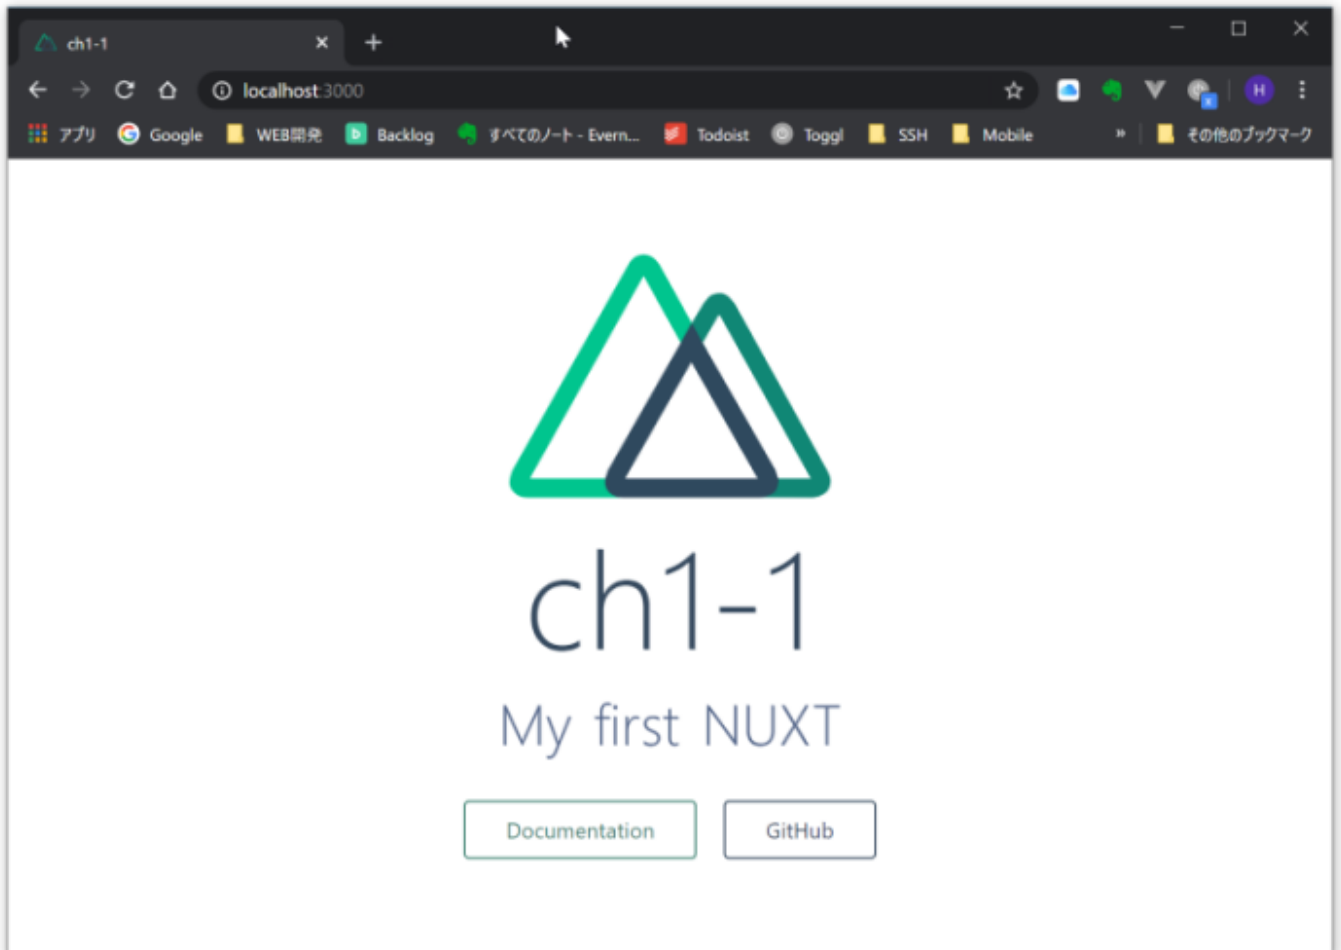 ch1-1
localhost:3000
H
アプリ Google WEB開発 Backlog すべてのノート - Evern... Todoist Toggl SSH Mobile » その他のブックマーク
ch1-1
My first NUXT
Documentation GitHub